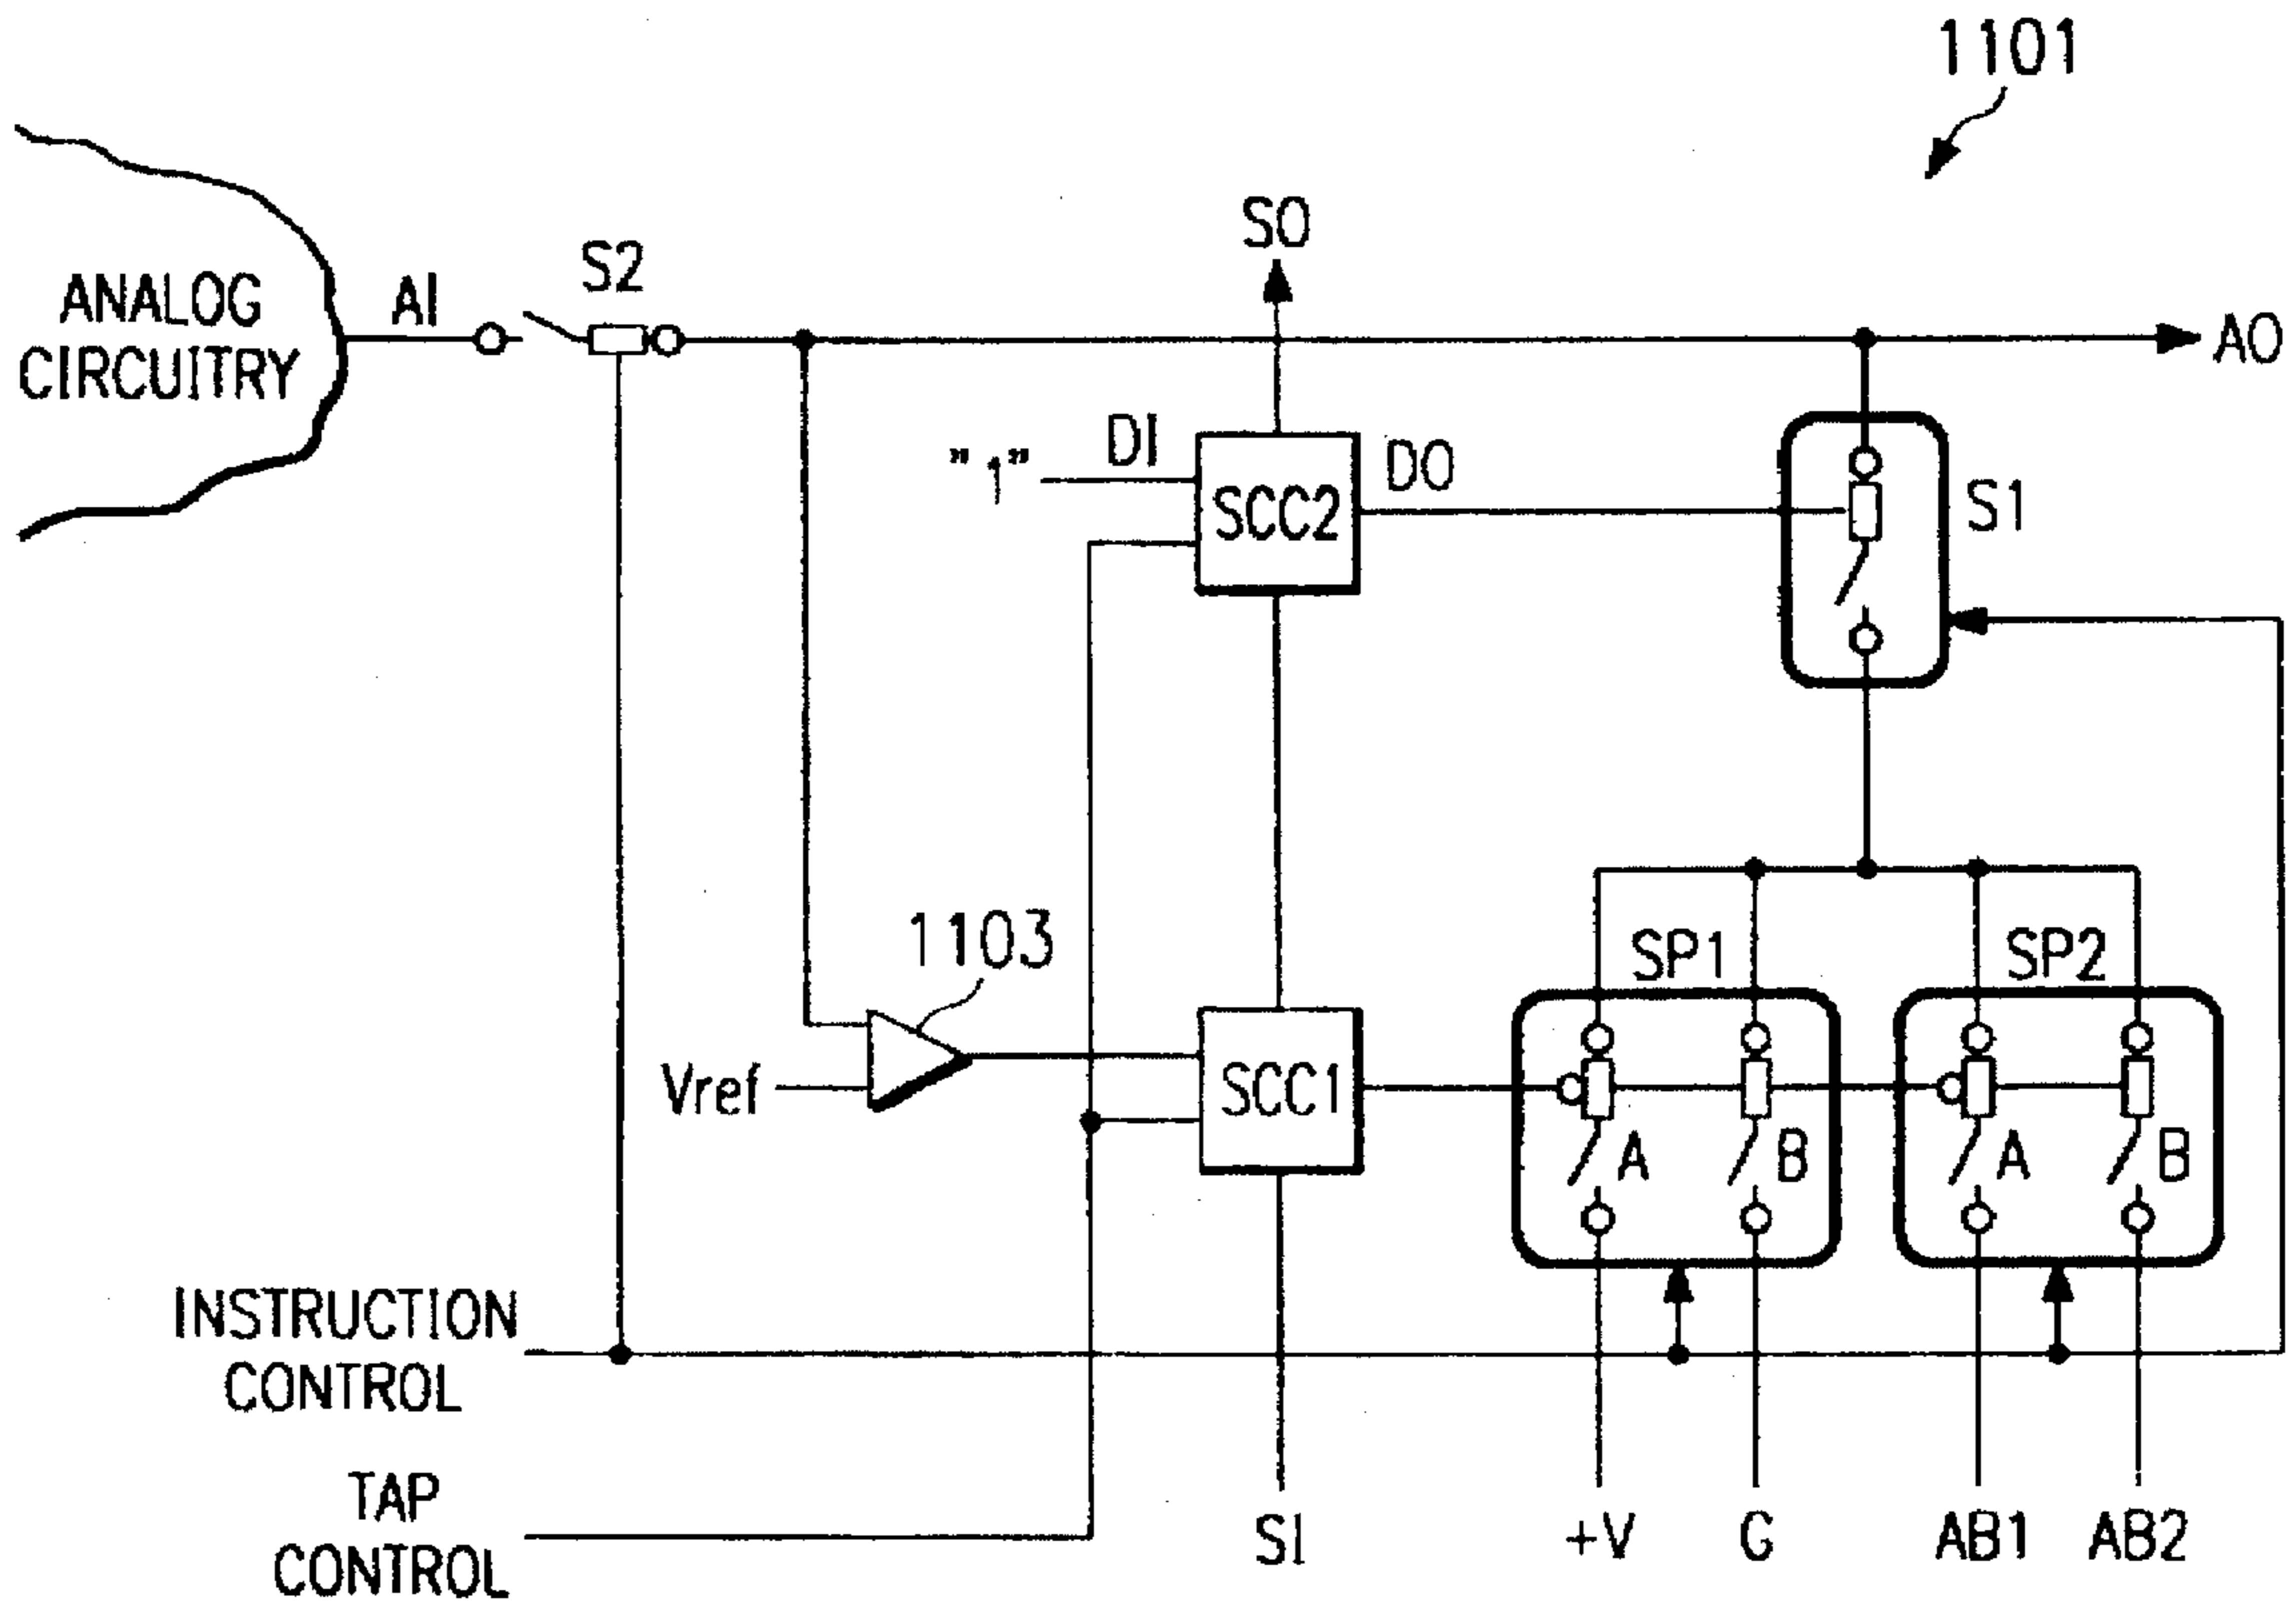 1101
SO
S2
ANALOG
CIRCUITRY
AI
AO
DI
"1"
DO
SCC2
S1
1103
SP1
SP2
Vref
SCC1
A
B
A
B
INSTRUCTION
CONTROL
TAP
CONTROL
SI
+V
G
AB1
AB2